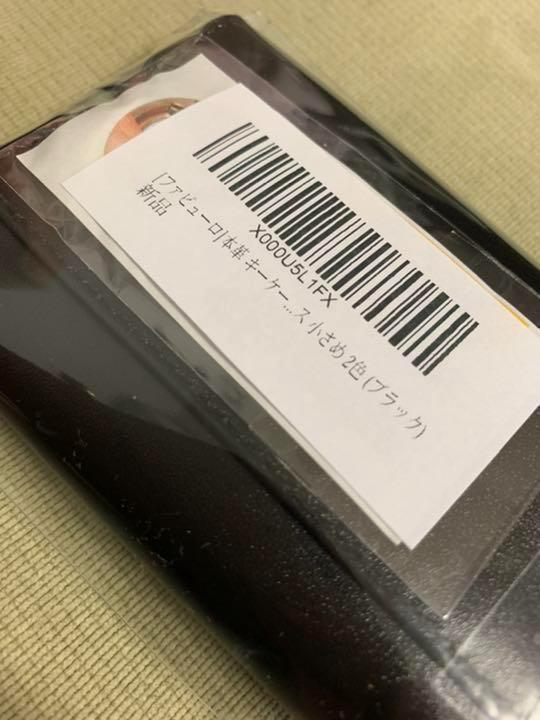 X000U5L1FX
[ファビューロ]本革 キーケー...ス 小さめ 2色 (ブラック)
新品